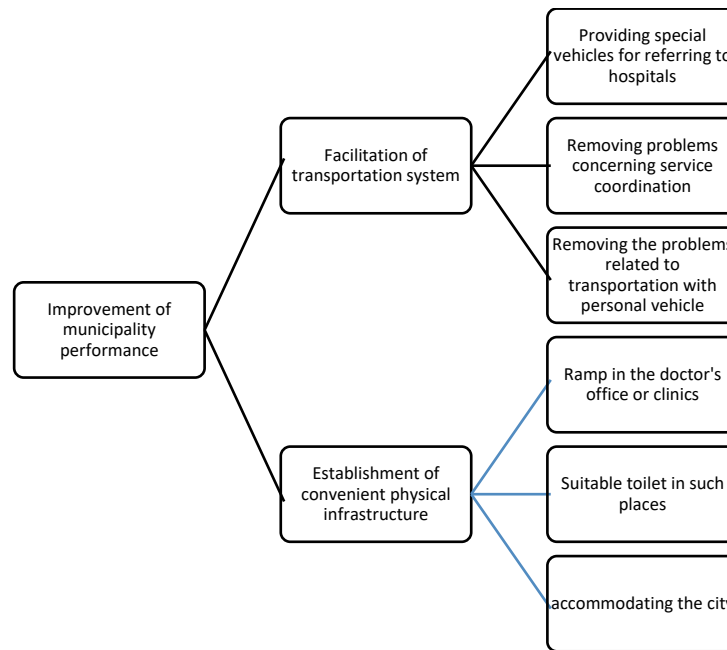 Providing special
vehicles for referring to
hospitals
Facilitation of
transportation system
Removing problems
concerning service
coordination
Removing the problems
related to
transportation with
personal vehicle
Improvement of
municipality
performance
Ramp in the doctor's
office or clinics
Establishment of
convenient physical
infrastructure
Suitable toilet in such
places
accommodating the city